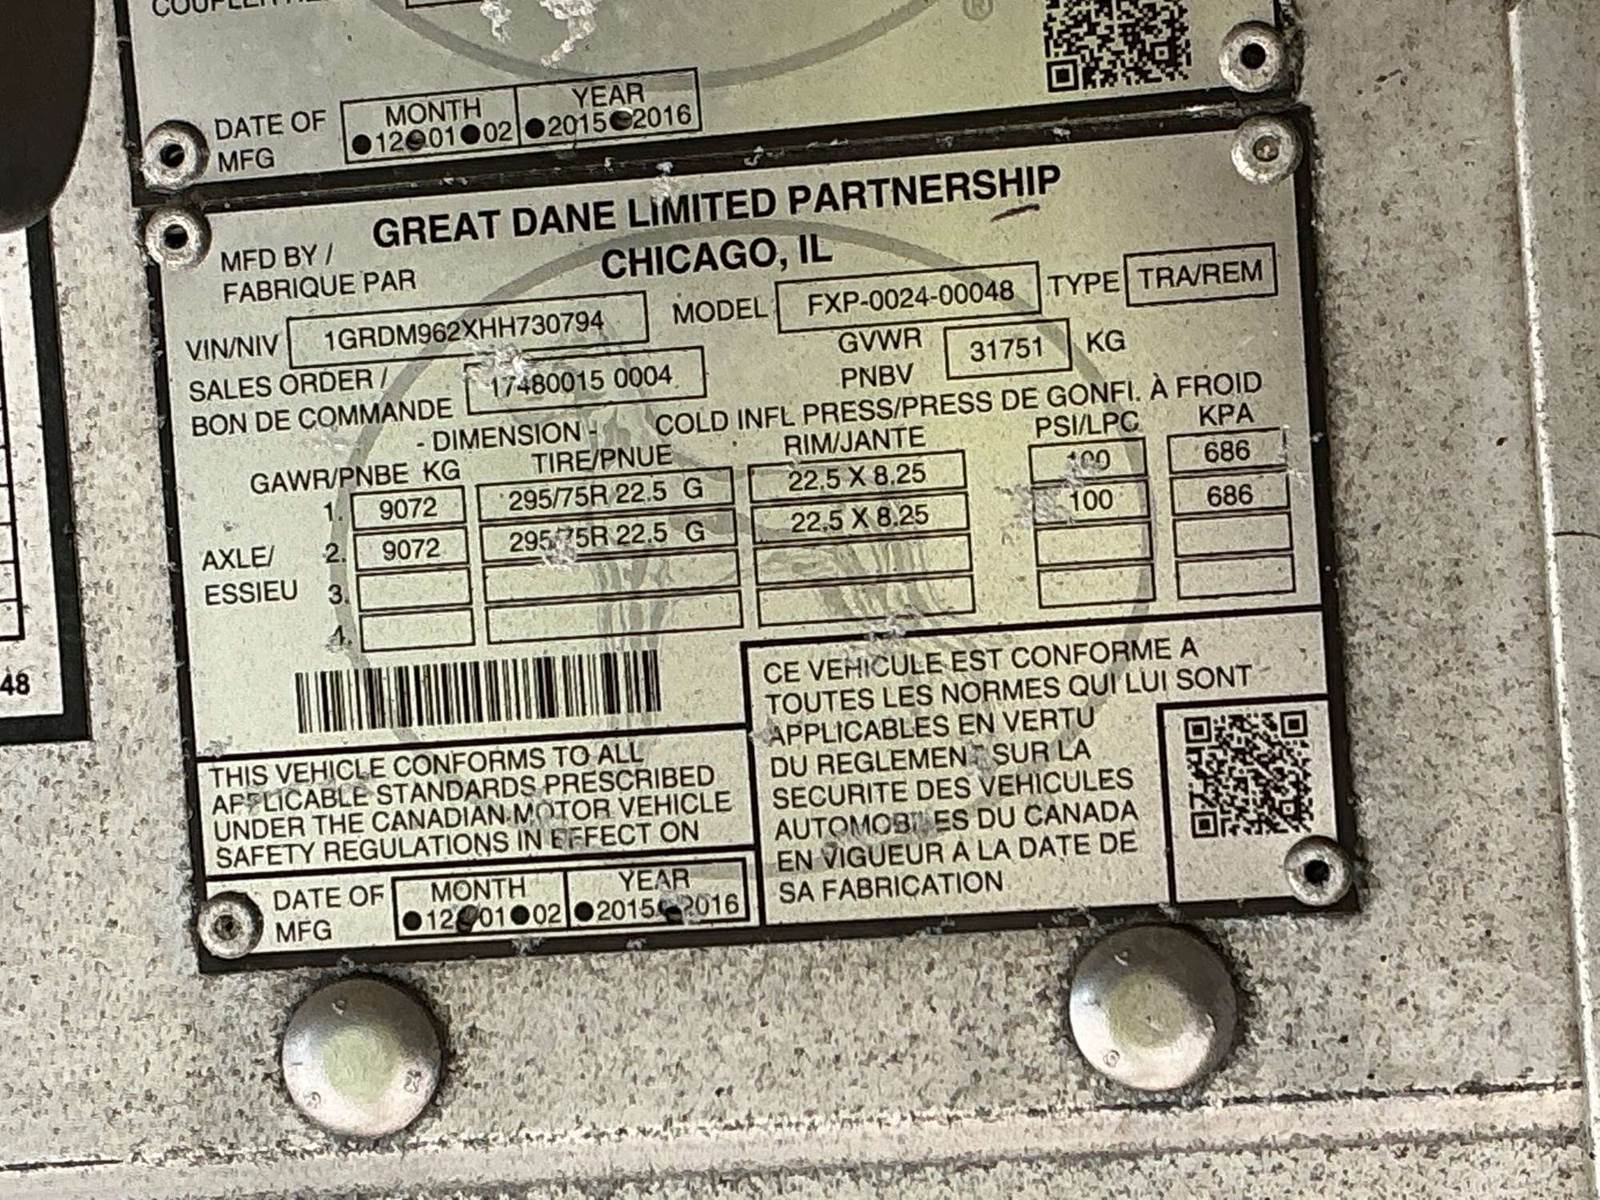 DATE OF
MFG
MONTH
YEAR
●12●01●02
●2015●2016
MFD BY /
FABRIQUE PAR
GREAT DANE LIMITED PARTNERSHIP
CHICAGO, IL
VIN/NIV
1GRDM962XHH730794
MODEL
FXP-0024-00048
TYPE
TRA/REM
SALES ORDER /
BON DE COMMANDE
17480015 0004
GVWR
PNBV
31751
KG
- DIMENSION -
COLD INFL PRESS/PRESS DE GONFL. À FROID
GAWR/PNBE KG
TIRE/PNUE
RIM/JANTE
PSI/LPC
KPA
1. 9072 295/75R 22.5 G 22.5 X 8.25 100 686
AXLE/
ESSIEU
2. 9072 295/75R 22.5 G 22.5 X 8.25 100 686
3.
4.
THIS VEHICLE CONFORMS TO ALL
APPLICABLE STANDARDS PRESCRIBED
UNDER THE CANADIAN MOTOR VEHICLE
SAFETY REGULATIONS IN EFFECT ON
DATE OF
MFG
MONTH
YEAR
●12●01●02
●2015●2016
CE VEHICULE EST CONFORME A
TOUTES LES NORMES QUI LUI SONT
APPLICABLES EN VERTU
DU REGLEMENT SUR LA
SECURITE DES VEHICULES
AUTOMOBILES DU CANADA
EN VIGUEUR A LA DATE DE
SA FABRICATION
48